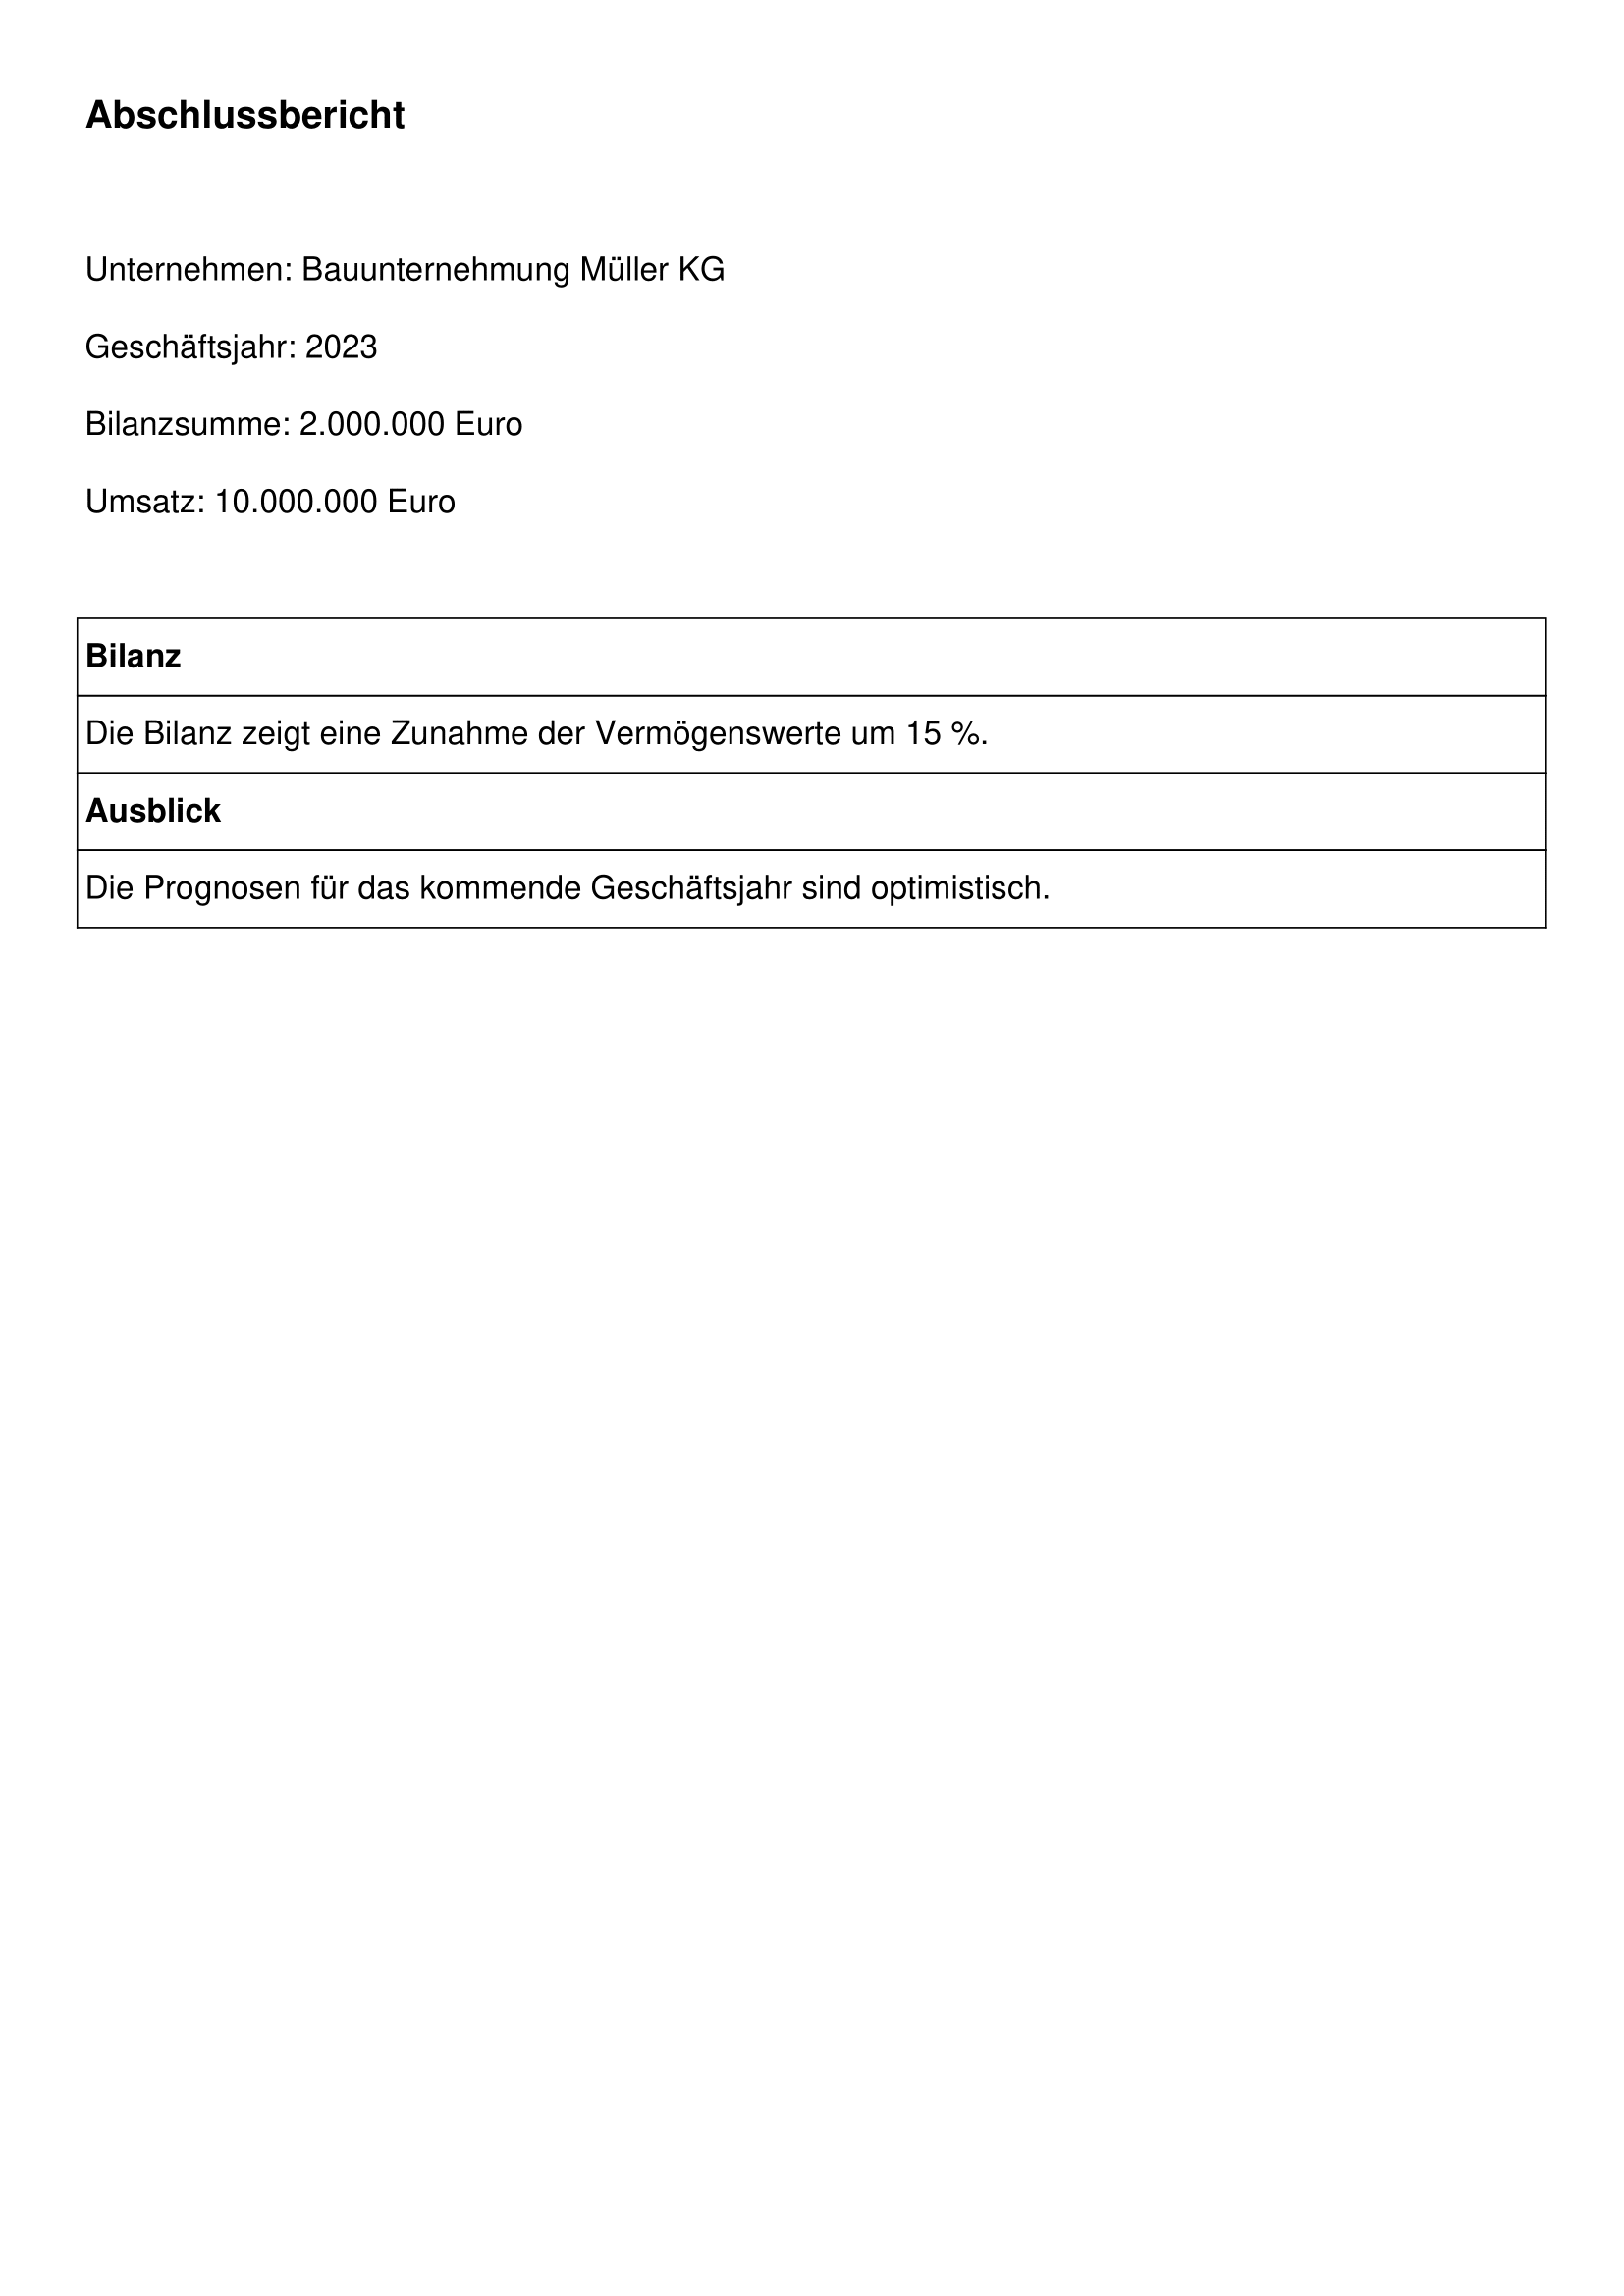 Abschlussbericht
Unternehmen: Bauunternehmung Müller KG
Geschäftsjahr: 2023
Bilanzsumme: 2.000.000 Euro
Umsatz: 10.000.000 Euro
Bilanz
Die Bilanz zeigt eine Zunahme der Vermögenswerte um 15 %.
Ausblick
Die Prognosen für das kommende Geschäftsjahr sind optimistisch.